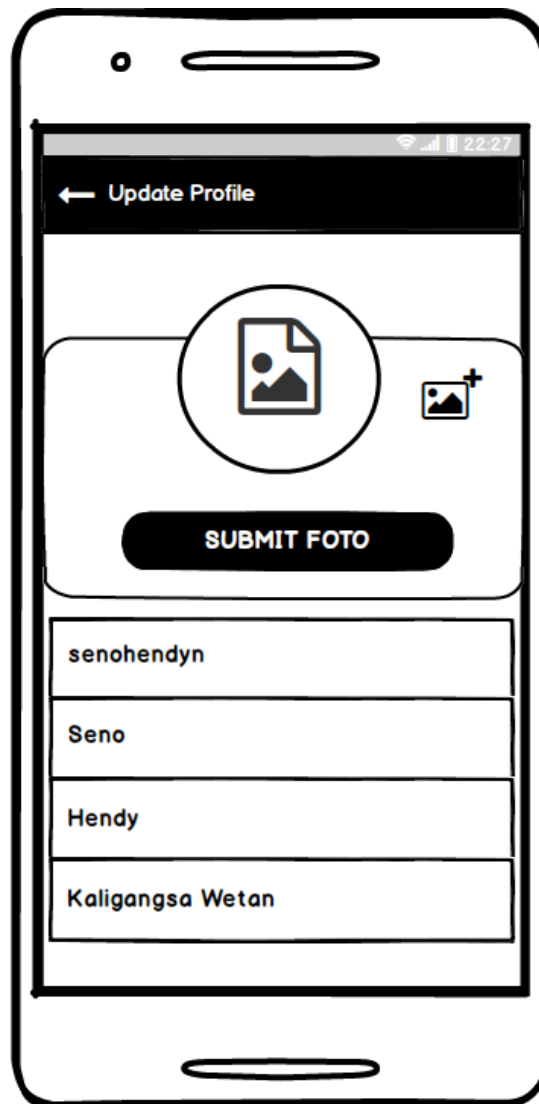 22:27
Update Profile
SUBMIT FOTO
senohendyn
Seno
Hendy
Kaligangsa Wetan